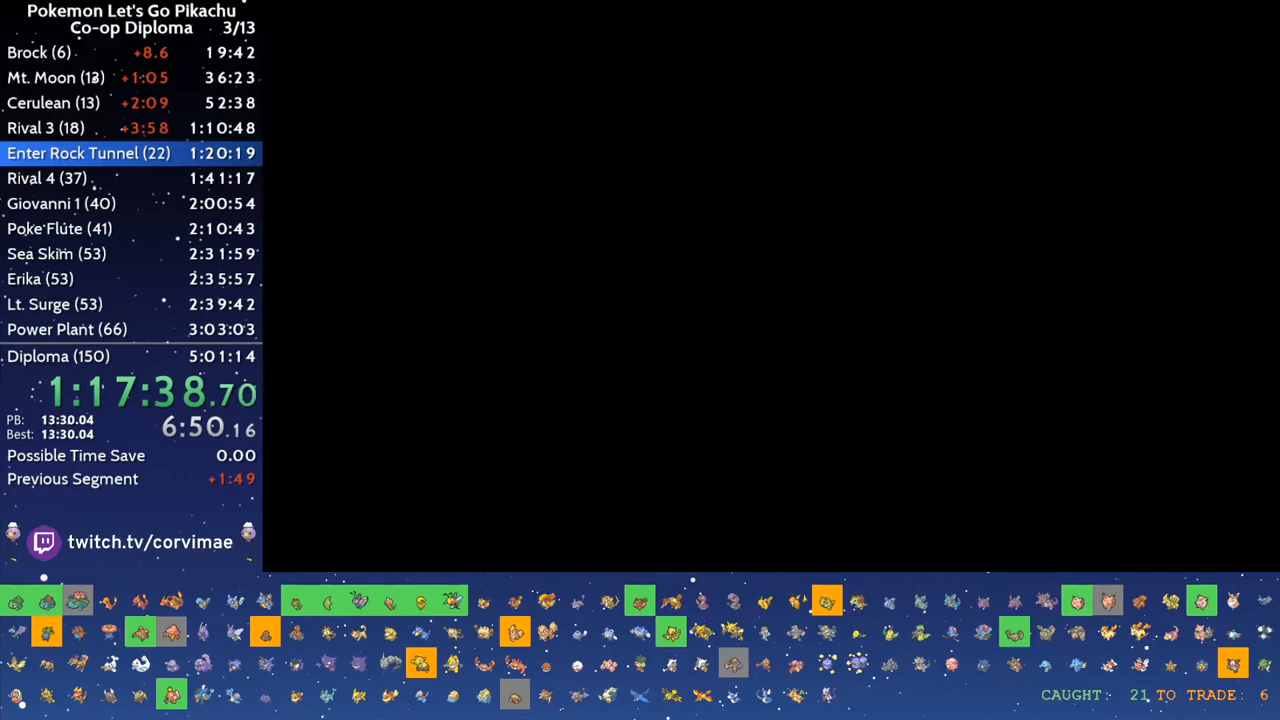 Pokemon Let's Go Pikachu
Co-op Diploma 3/13
Brock (6) +8.6 19:42
Mt. Moon (13) +1:05 36:23
Cerulean (13) +2:09 52:38
Rival 3 (18) +3:58 1:10:48
Enter Rock Tunnel (22) 1:20:19
Rival 4 (37) 1:41:17
Giovanni 1 (40) 2:00:54
Poke Flute (41) 2:10:43
Sea Skim (53) 2:31:59
Erika (53) 2:35:57
Lt. Surge (53) 2:39:42
Power Plant (66) 3:03:03
Diploma (150) 5:01:14
1:17:38.70
PB: 13:30.04 6:50.16
Best: 13:30.04
Possible Time Save 0.00
Previous Segment +1:49
twitch.tv/corvimae
CAUGHT: 21 TO TRADE: 6